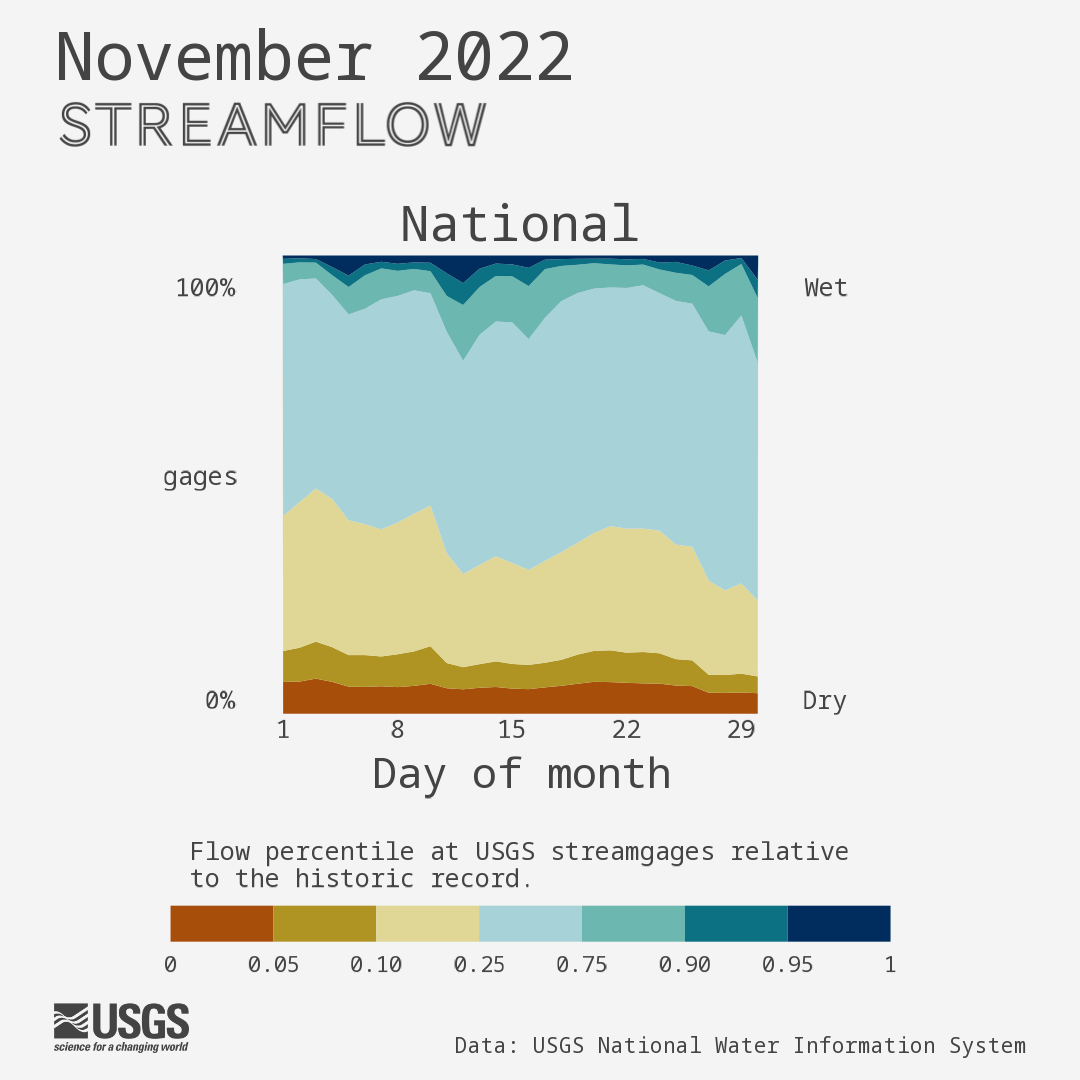 November 2022
STREAMFLOW
National
100%
Wet
gages
0%
Dry
1 8 15 22 29
Day of month
Flow percentile at USGS streamgages relative
to the historic record.
0 0.05 0.10 0.25 0.75 0.90 0.95 1
USGS
science for a changing world
Data: USGS National Water Information System